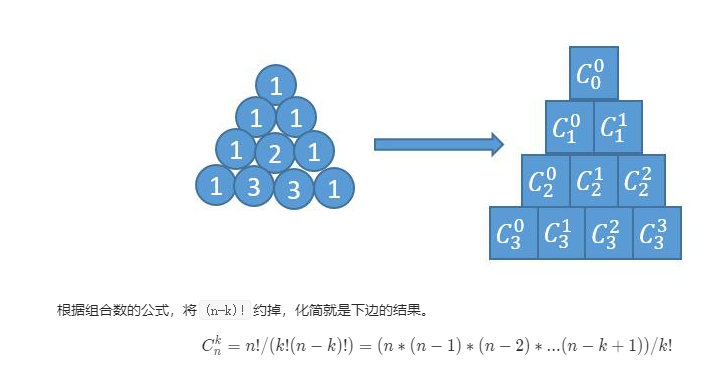 1
1 1
1 2 1
1 3 3 1
C_0^0
C_1^0 C_1^1
C_2^0 C_2^1 C_2^2
C_3^0 C_3^1 C_3^2 C_3^3
根据组合数的公式，将 (n-k)! 约掉，化简就是下边的结果。
C_n^k = n!/(k!(n − k)!) = (n ∗ (n − 1) ∗ (n − 2) ∗ ...(n − k + 1))/k!